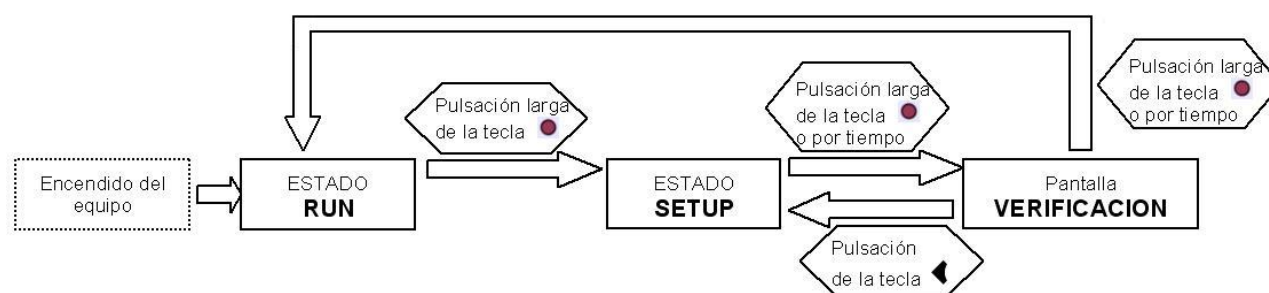 Pulsación larga
de la tecla
o por tiempo
Pulsación larga
de la tecla
Pulsación larga
de la tecla
o por tiempo
Encendido del
equipo
ESTADO
RUN
ESTADO
SETUP
Pantalla
VERIFICACION
Pulsación
de la tecla